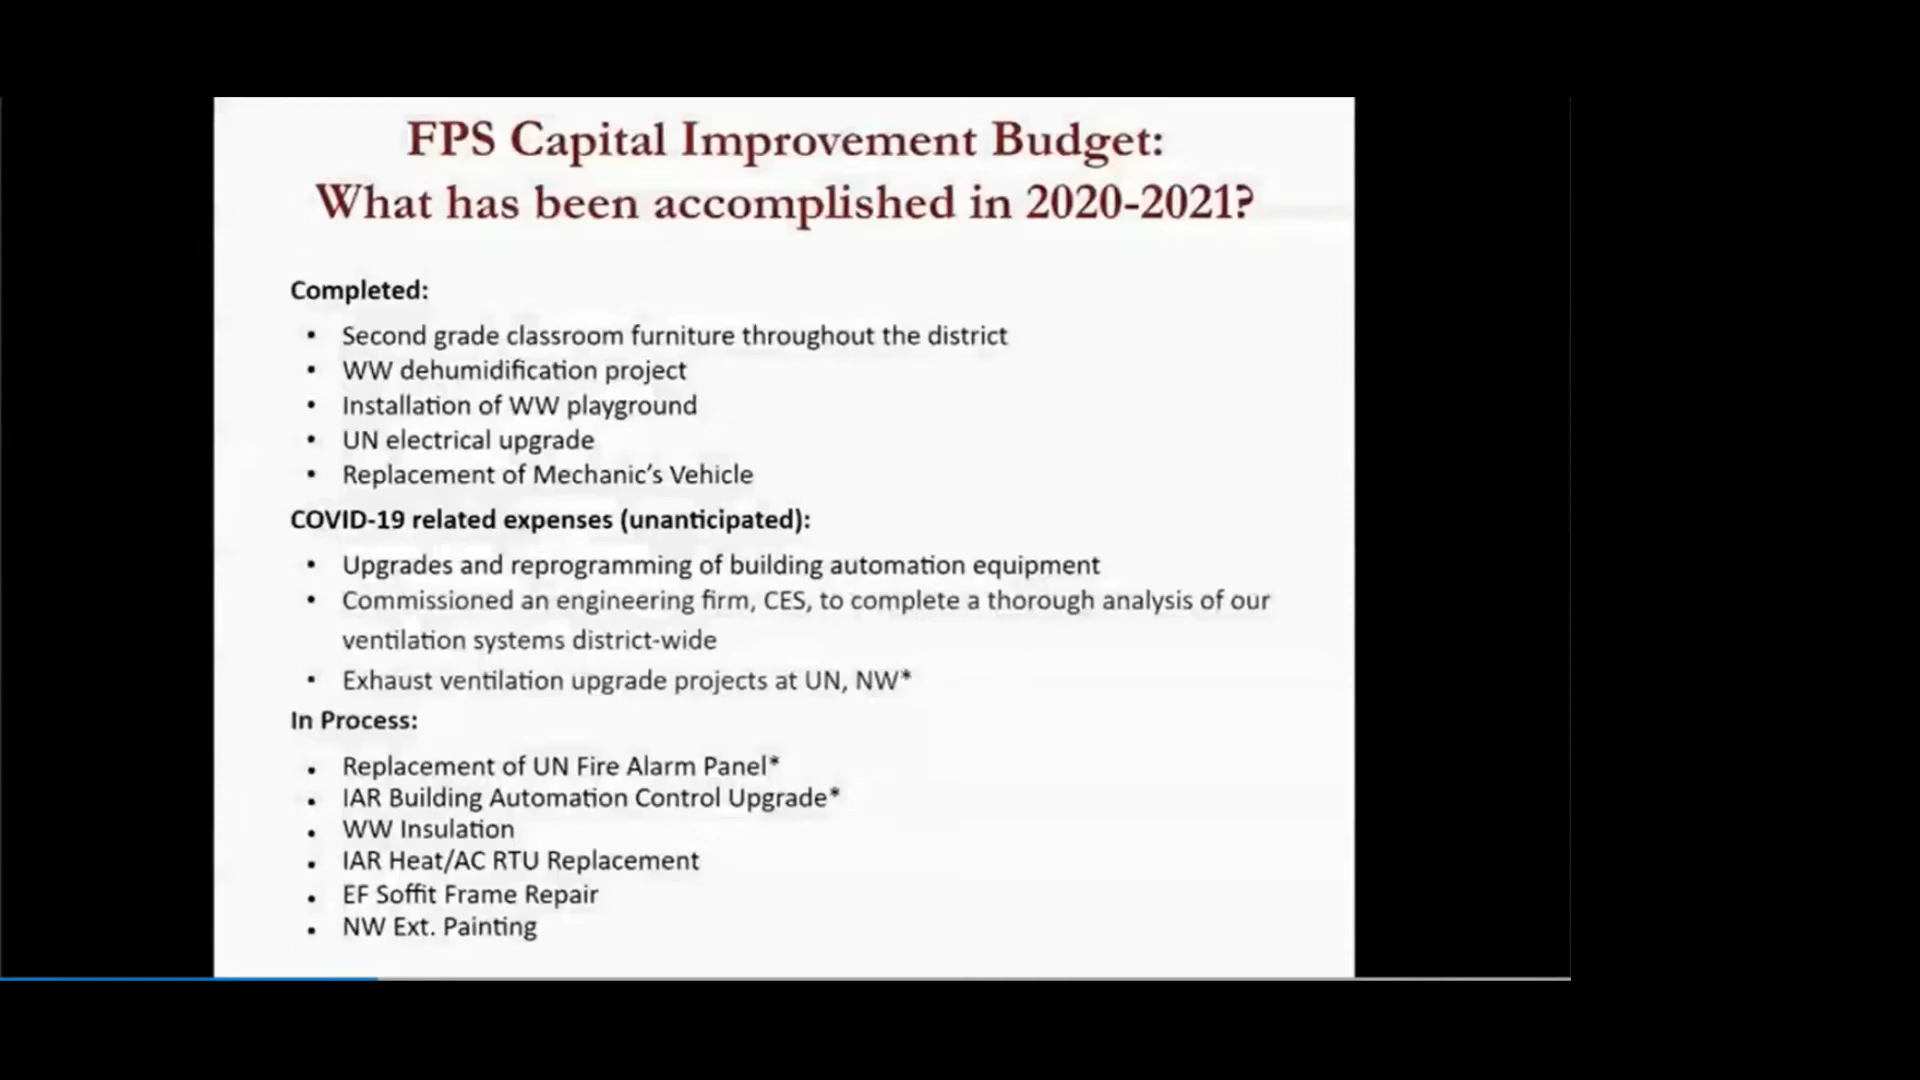 FPS Capital Improvement Budget:
What has been accomplished in 2020-2021?
Completed:
• Second grade classroom furniture throughout the district
• WW dehumidification project
• Installation of WW playground
• UN electrical upgrade
• Replacement of Mechanic’s Vehicle
COVID-19 related expenses (unanticipated):
• Upgrades and reprogramming of building automation equipment
• Commissioned an engineering firm, CES, to complete a thorough analysis of our
ventilation systems district-wide
• Exhaust ventilation upgrade projects at UN, NW*
In Process:
• Replacement of UN Fire Alarm Panel*
• IAR Building Automation Control Upgrade*
• WW Insulation
• IAR Heat/AC RTU Replacement
• EF Soffit Frame Repair
• NW Ext. Painting